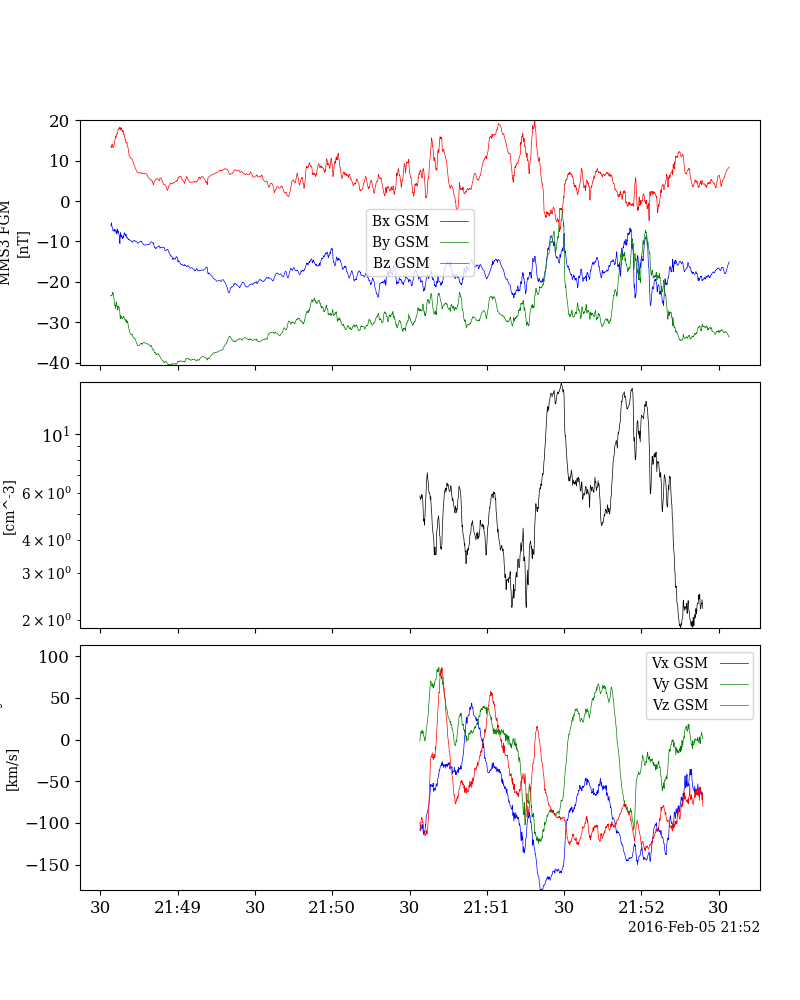 20
10
0
−10
−20
−30
−40
MMS3 FGM
[nT]
Bx GSM
By GSM
Bz GSM
10¹
6 × 10⁰
4 × 10⁰
3 × 10⁰
2 × 10⁰
[cm^-3]
100
50
0
−50
−100
−150
[km/s]
Vx GSM
Vy GSM
Vz GSM
30 21:49 30 21:50 30 21:51 30 21:52 30
2016-Feb-05 21:52